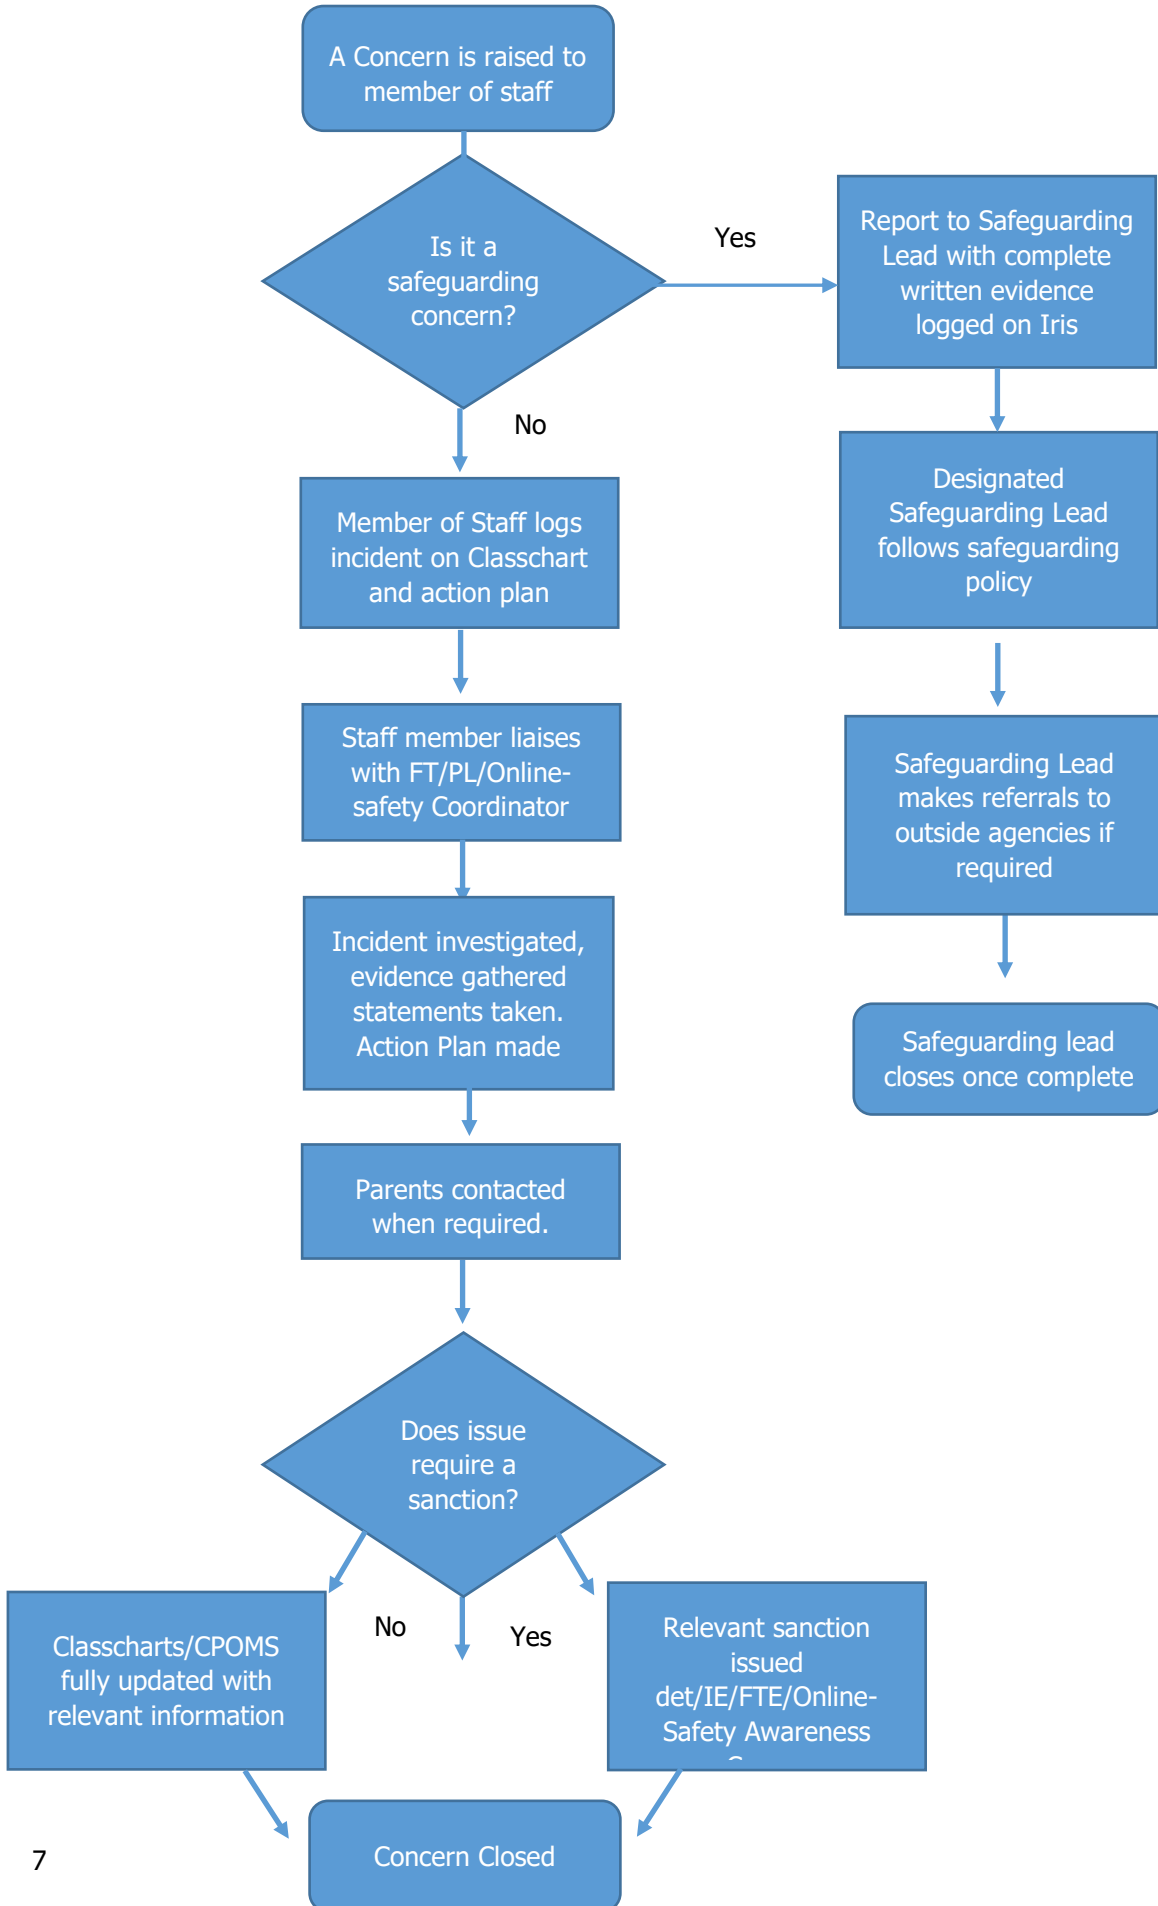 A Concern is raised to
member of staff
Is it a
safeguarding
concern?
Yes
Report to Safeguarding
Lead with complete
written evidence
logged on Iris
No
Designated
Safeguarding Lead
follows safeguarding
policy
Member of Staff logs
incident on Classchart
and action plan
Staff member liaises
with FT/PL/Online-
safety Coordinator
Safeguarding Lead
makes referrals to
outside agencies if
required
Incident investigated,
evidence gathered
statements taken.
Action Plan made
Safeguarding lead
closes once complete
Parents contacted
when required.
Does issue
require a
sanction?
No
Yes
Classcharts/CPOMS
fully updated with
relevant information
Relevant sanction
issued
det/IE/FTE/Online-
Safety Awareness
Concern Closed
7